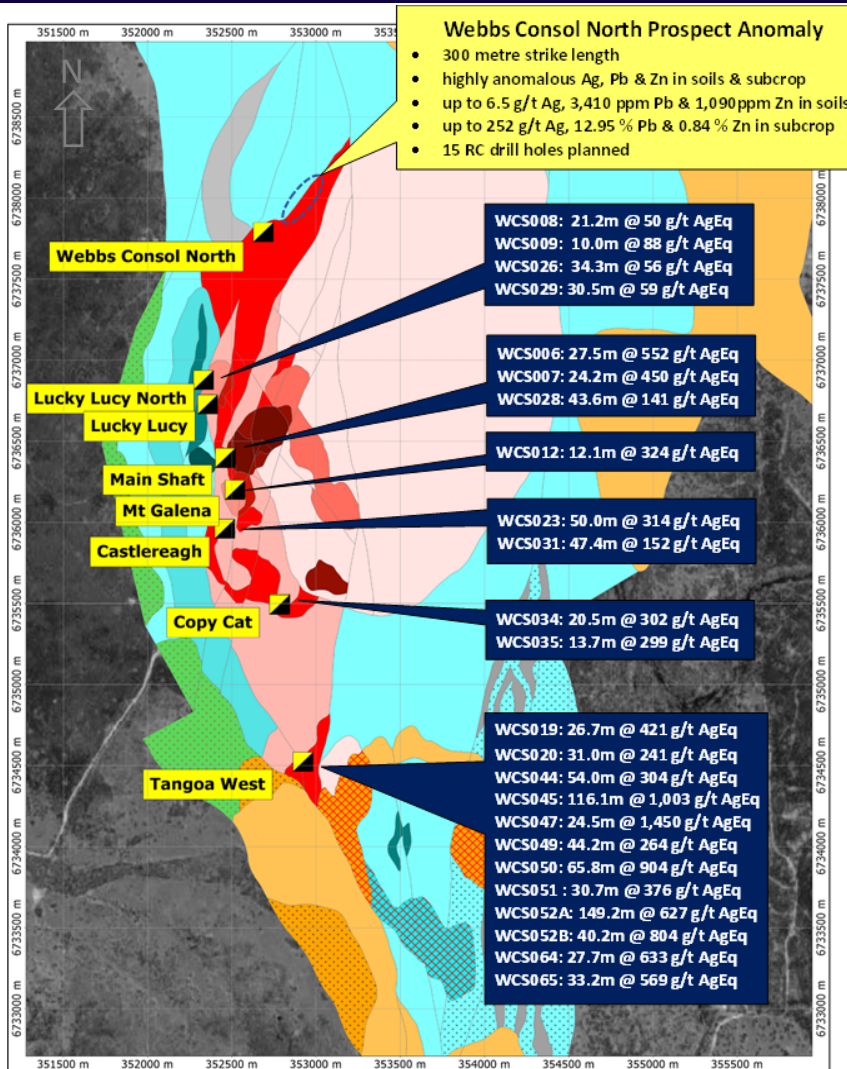 351500 m 352000 m 352500 m 353000 m
Webbs Consol North Prospect Anomaly
• 300 metre strike length
• highly anomalous Ag, Pb & Zn in soils & subcrop
• up to 6.5 g/t Ag, 3,410 ppm Pb & 1,090ppm Zn in soils
• up to 252 g/t Ag, 12.95 % Pb & 0.84 % Zn in subcrop
• 15 RC drill holes planned
N
6738500 m
6738000 m
6738000 m
Webbs Consol North
WCS008: 21.2m @ 50 g/t AgEq
WCS009: 10.0m @ 88 g/t AgEq
WCS026: 34.3m @ 56 g/t AgEq
WCS029: 30.5m @ 59 g/t AgEq
6737500 m
6737500 m
6737000 m
6737000 m
Lucky Lucy North
Lucky Lucy
WCS006: 27.5m @ 552 g/t AgEq
WCS007: 24.2m @ 450 g/t AgEq
WCS028: 43.6m @ 141 g/t AgEq
6736500 m
6736500 m
Main Shaft
WCS012: 12.1m @ 324 g/t AgEq
Mt Galena
6736000 m
6736000 m
Castlereagh
WCS023: 50.0m @ 314 g/t AgEq
WCS031: 47.4m @ 152 g/t AgEq
6735500 m
6735500 m
Copy Cat
WCS034: 20.5m @ 302 g/t AgEq
WCS035: 13.7m @ 299 g/t AgEq
6735000 m
6735000 m
6734500 m
6734500 m
Tangoa West
WCS019: 26.7m @ 421 g/t AgEq
WCS020: 31.0m @ 241 g/t AgEq
WCS044: 54.0m @ 304 g/t AgEq
WCS045: 116.1m @ 1,003 g/t AgEq
WCS047: 24.5m @ 1,450 g/t AgEq
WCS049: 44.2m @ 264 g/t AgEq
WCS050: 65.8m @ 904 g/t AgEq
WCS051 : 30.7m @ 376 g/t AgEq
WCS052A: 149.2m @ 627 g/t AgEq
WCS052B: 40.2m @ 804 g/t AgEq
WCS064: 27.7m @ 633 g/t AgEq
WCS065: 33.2m @ 569 g/t AgEq
6734000 m
6734000 m
6733500 m
6733500 m
6733000 m
6733000 m
351500 m 352000 m 352500 m 353000 m 353500 m 354000 m 354500 m 355000 m 355500 m